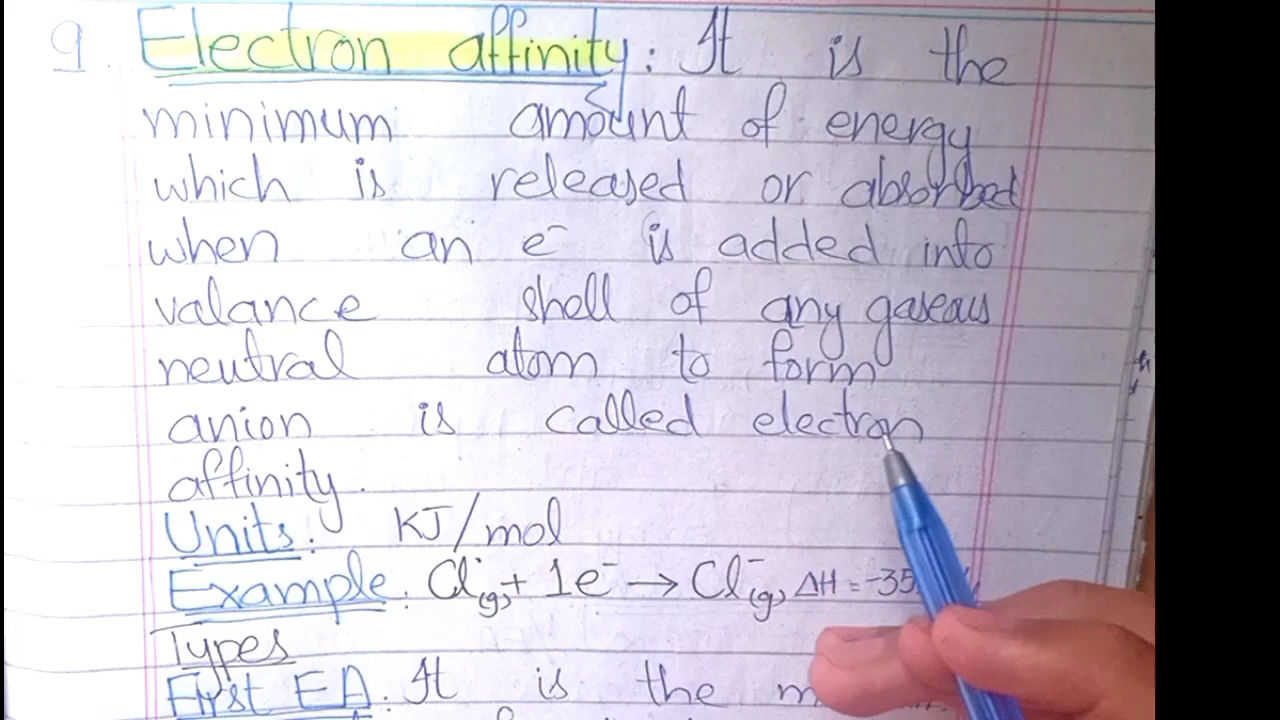 9. Electron affinity: It is the
minimum amount of energy
which is released or absorbed
when an e⁻ is added into
valance shell of any gaseous
neutral atom to form
anion is called electron
affinity.
Units: KJ/mol
Example: Cl(g) + 1e⁻ → Cl⁻(g), ΔH = -35
Types
First EA: It is the